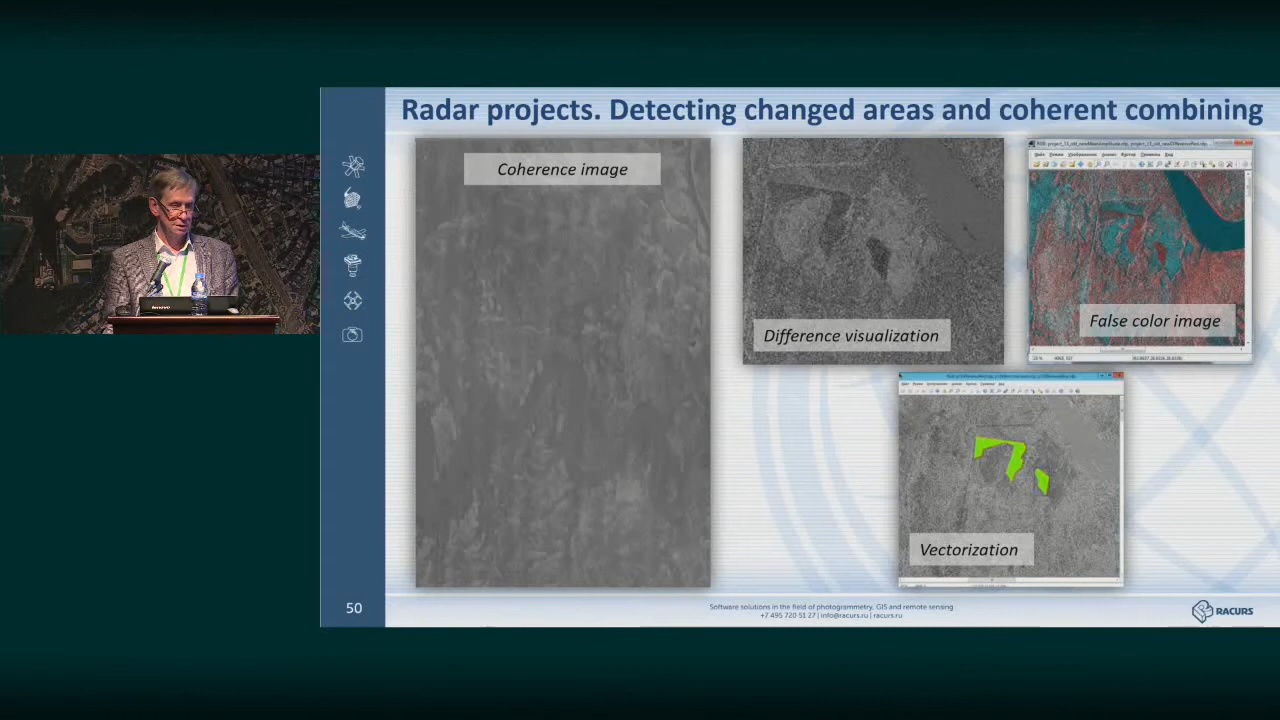 Radar projects. Detecting changed areas and coherent combining
Coherence image
Difference visualization
False color image
Vectorization
50
Software solutions in the field of photogrammetry, GIS and remote sensing
+7 495 720 51 27 | info@racurs.ru | racurs.ru
RACURS
lenovo